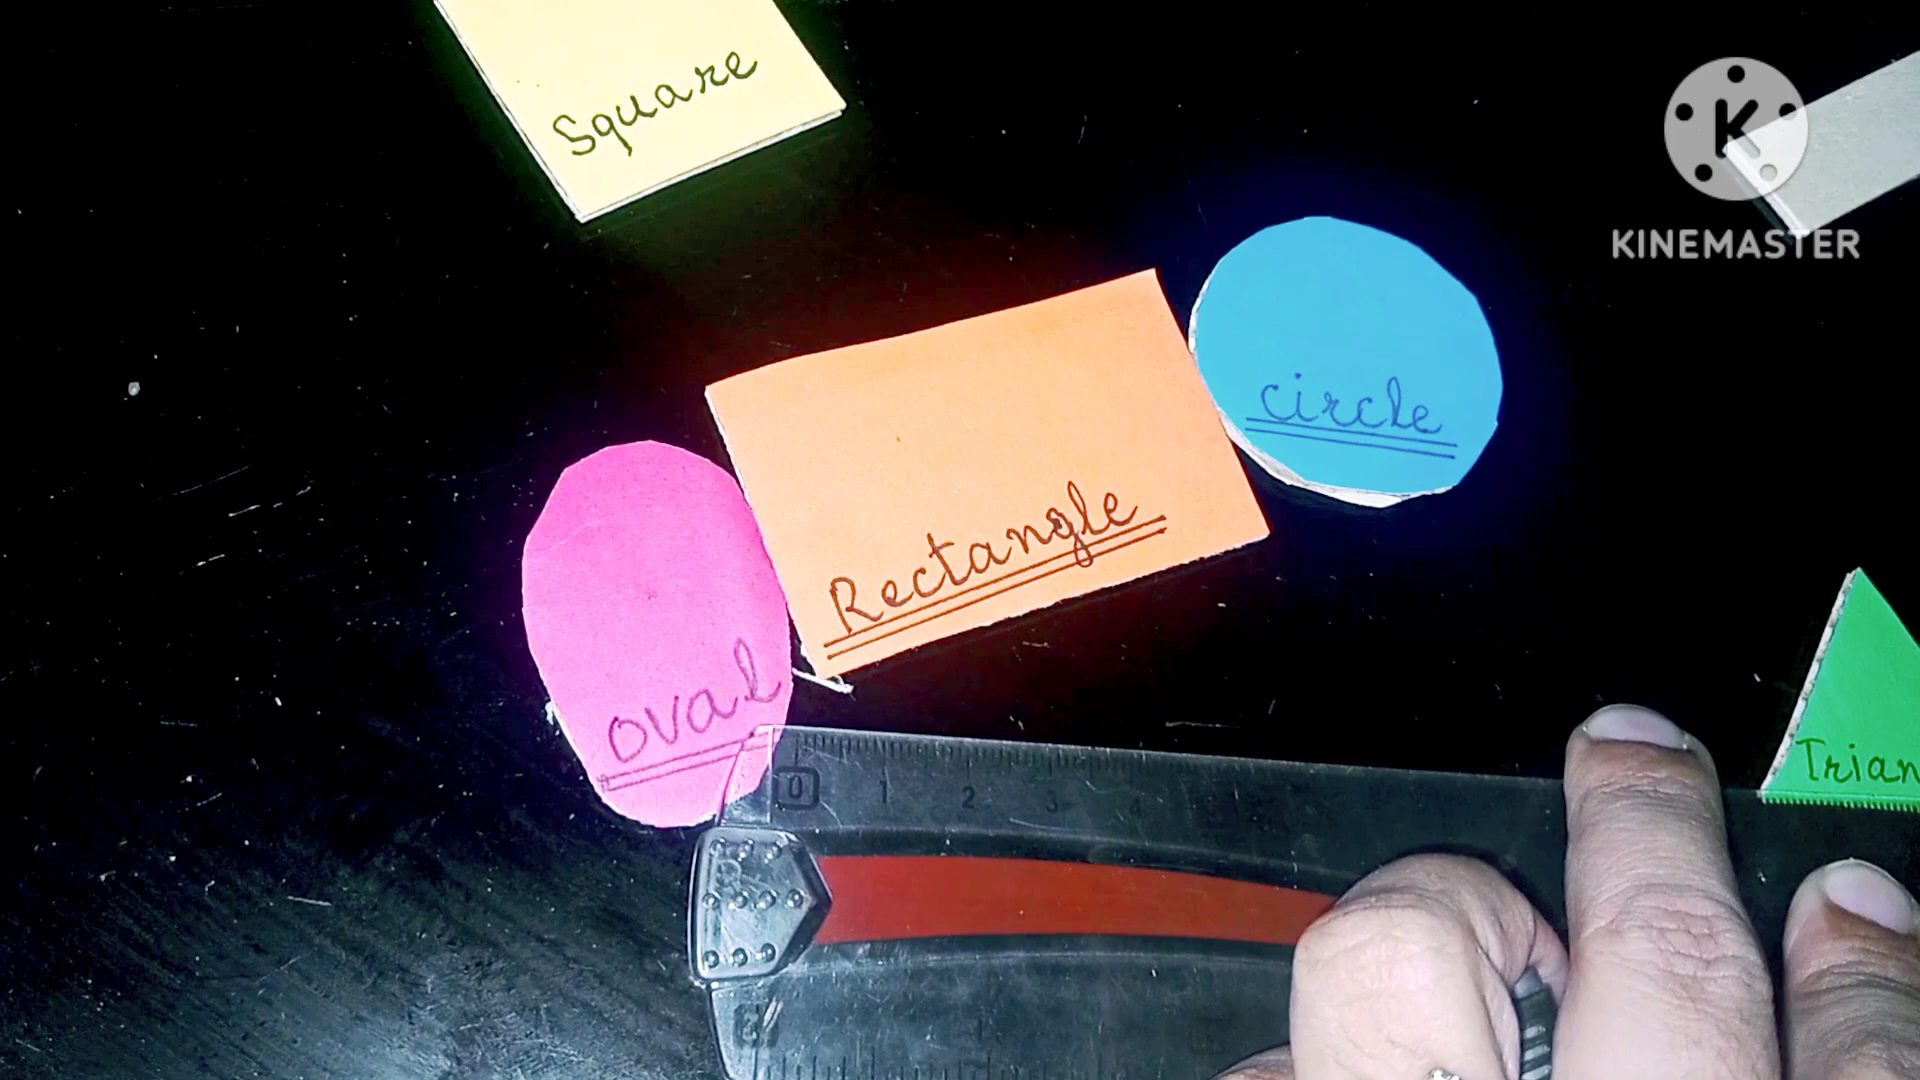 Square
K
KINEMASTER
circle
Rectangle
oval
Trian
0 1 2 3 4